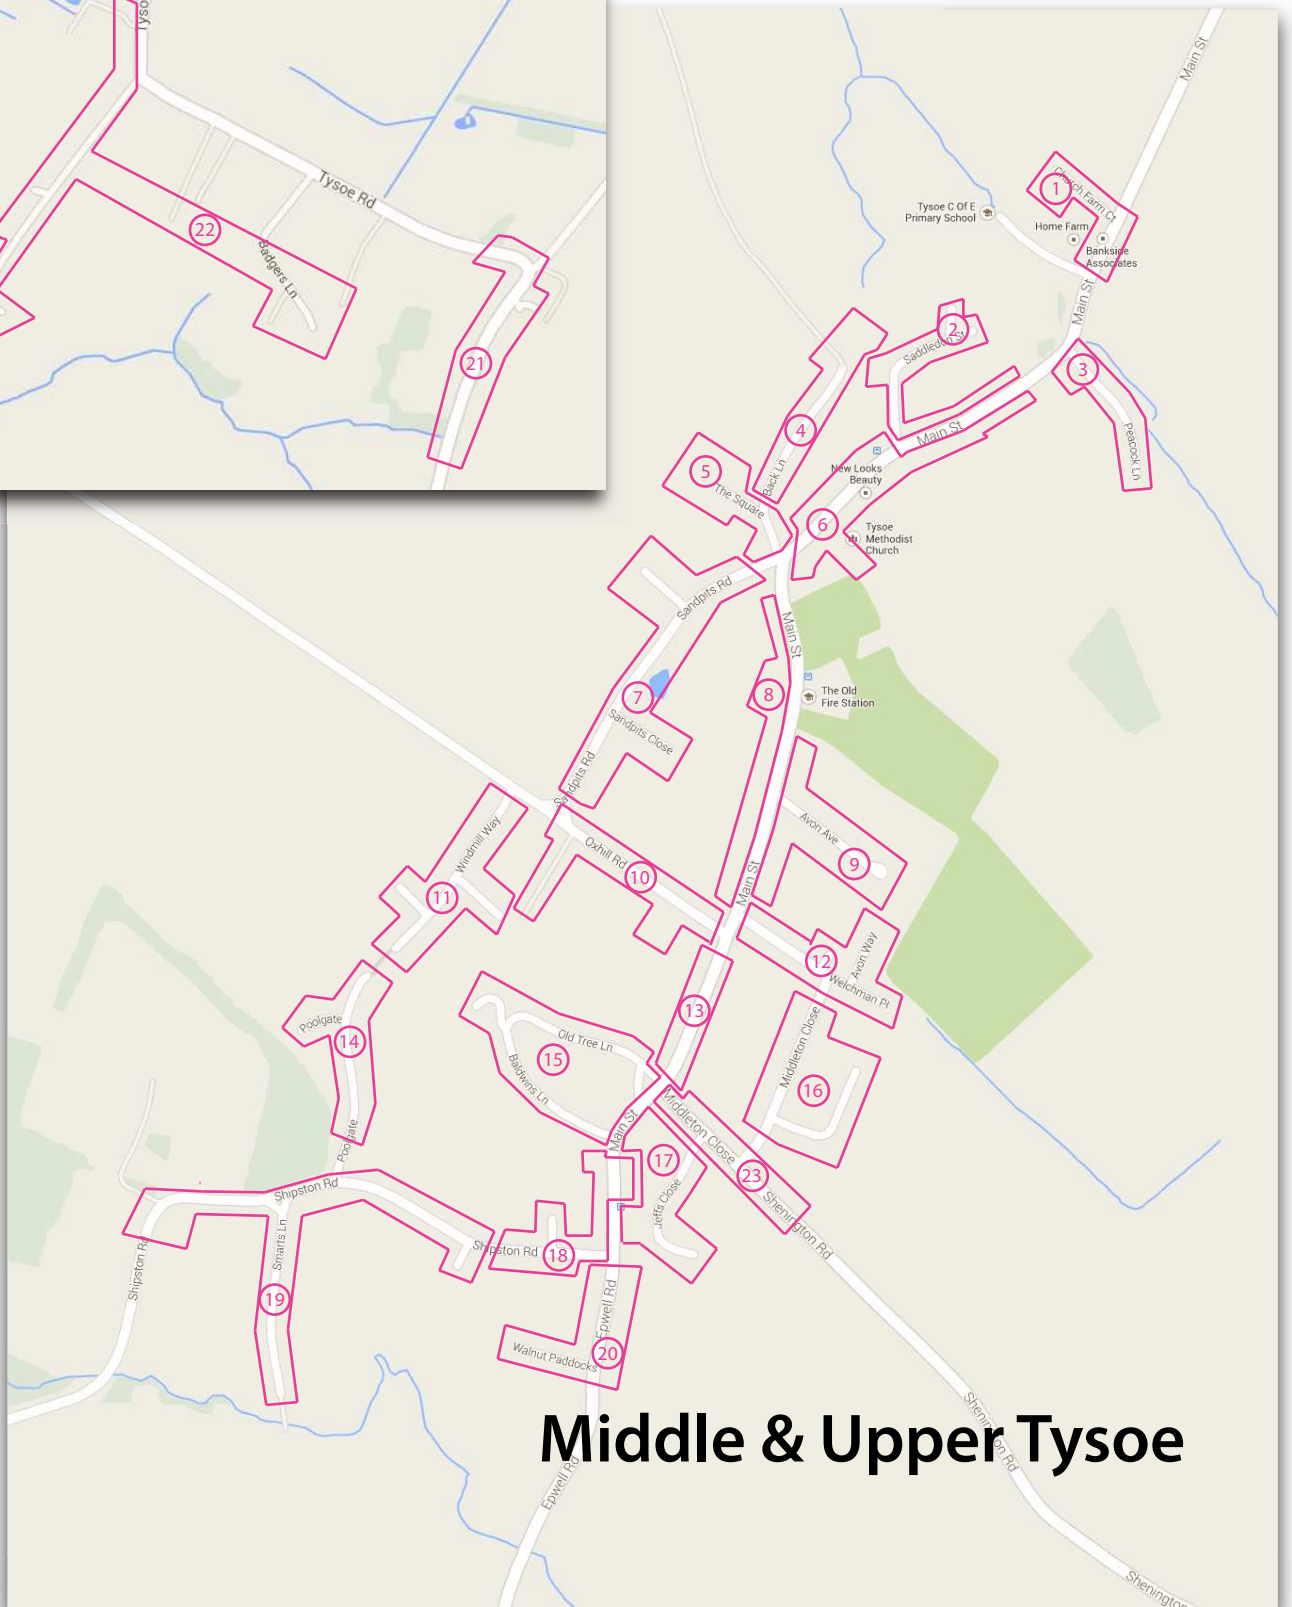 Tyso
Tysoe Rd
22
Badgers Ln
21
Main St
1
Church Farm Ct
Tysoe C Of E
Primary School
Home Farm
Bankside
Associates
Main St
2
Saddledon St
3
Peacock Ln
4
Back Ln
Main St
5
The Square
New Looks
Beauty
6
Tysoe
Methodist
Church
Sandpits Rd
Main St
7
Sandpits Close
8
The Old
Fire Station
Sandpits Rd
Avon Ave
9
Windmill Way
Oxhill Rd
10
Main St
11
12
Avon Way
Welchman Pl
13
Poolgate
14
Old Tree Ln
15
Baldwins Ln
Middleton Close
16
Poolgate
Main St
Middleton Close
17
23
Jeffs Close
Shenington Rd
Shipston Rd
Smarts Ln
Shipston Rd
18
Shipston Rd
19
Epwell Rd
20
Walnut Paddocks
Middle & Upper Tysoe
Shenington Rd
Epwell Rd
Shenington